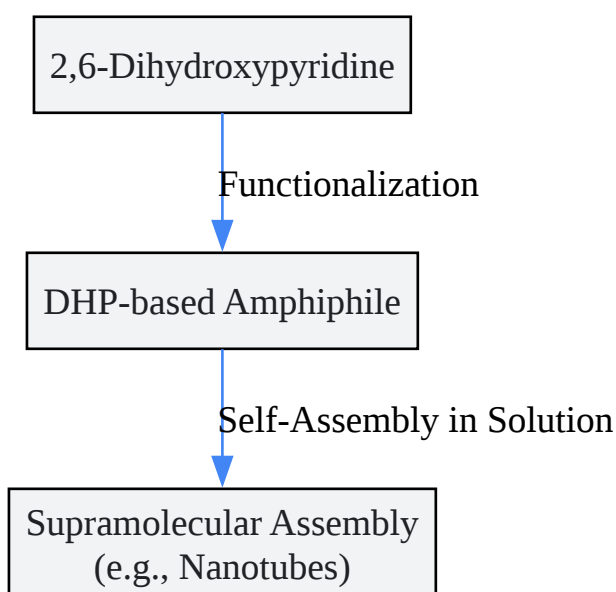 2,6-Dihydroxypyridine
Functionalization
DHP-based Amphiphile
Self-Assembly in Solution
Supramolecular Assembly
(e.g., Nanotubes)